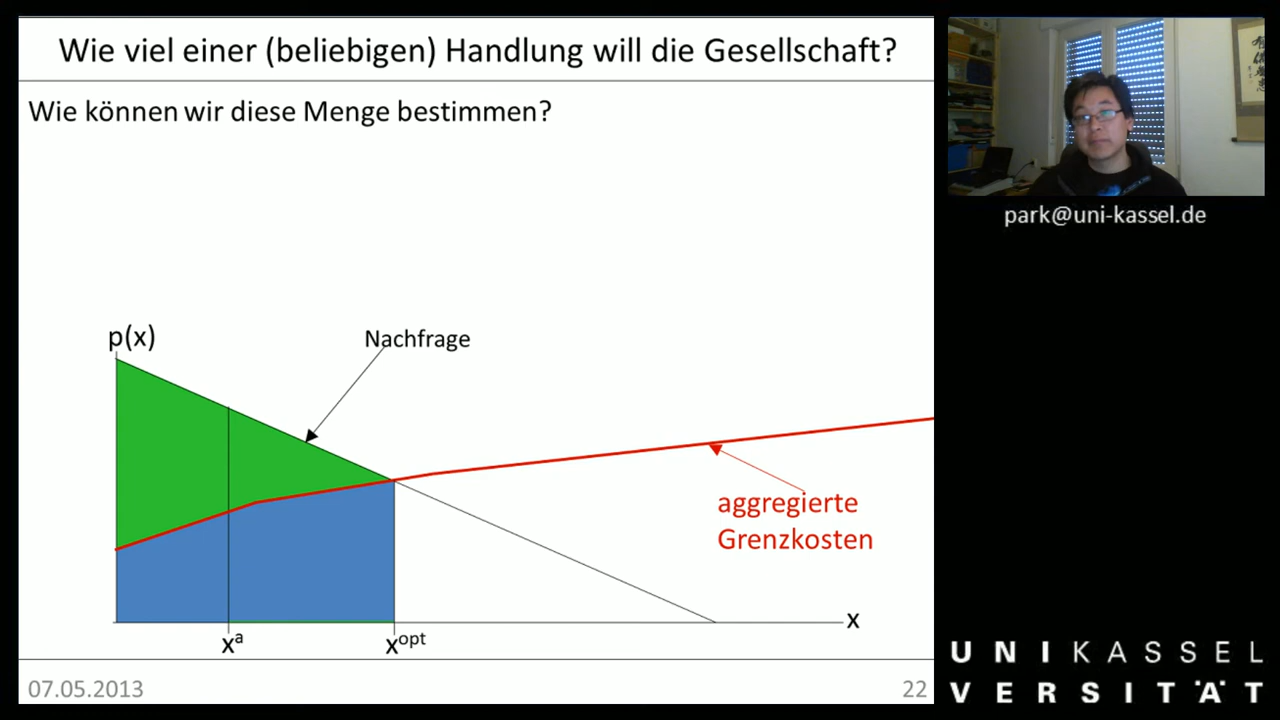 Wie viel einer (beliebigen) Handlung will die Gesellschaft?
Wie können wir diese Menge bestimmen?
p(x)
Nachfrage
aggregierte
Grenzkosten
x
xᵃ
xᵒᵖᵗ
07.05.2013
22
park@uni-kassel.de
UNIKASSEL
VERSITÄT